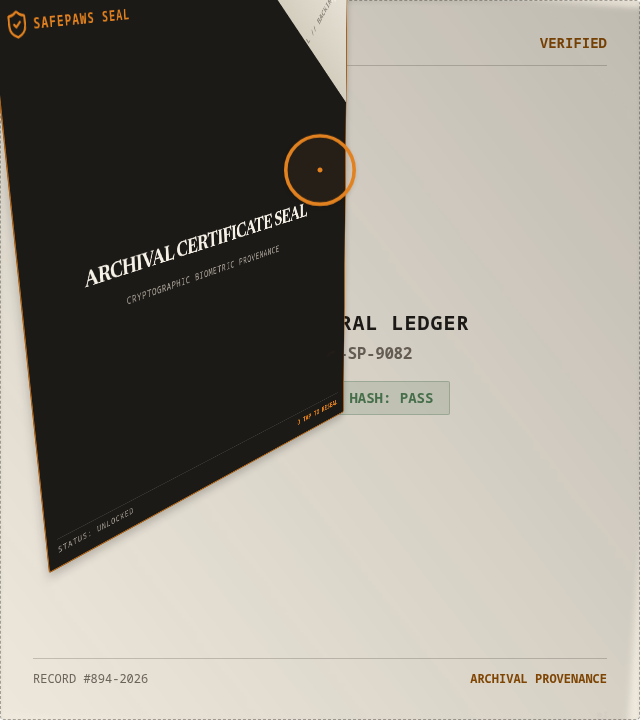 SAFEPAWS SEAL
VERIFIED
ARCHIVAL CERTIFICATE SEAL
CRYPTOGRAPHIC BIOMETRIC PROVENANCE
RAL LEDGER
-SP-9082
HASH: PASS
TAP TO RESEAL
STATUS: UNLOCKED
RECORD #894-2026
ARCHIVAL PROVENANCE